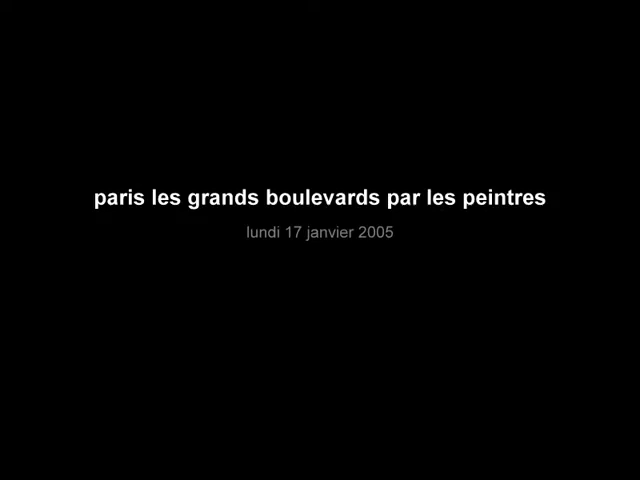 paris les grands boulevards par les peintres
lundi 17 janvier 2005